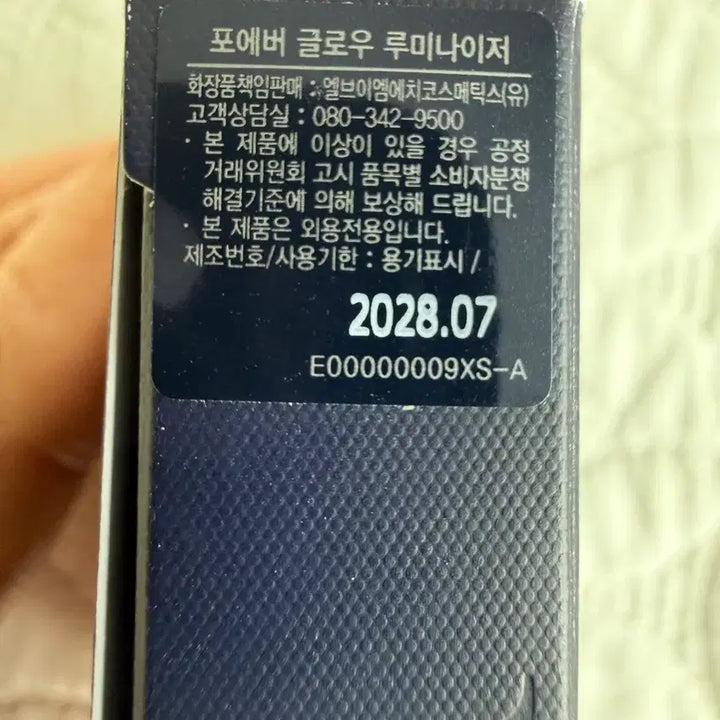 포에버 글로우 루미나이저
화장품책임판매 : 엘브이엠에치코스메틱스(유)
고객상담실 : 080-342-9500
· 본 제품에 이상이 있을 경우 공정
거래위원회 고시 품목별 소비자분쟁
해결기준에 의해 보상해 드립니다.
· 본 제품은 외용전용입니다.
제조번호/사용기한 : 용기표시 /
2028.07
E00000009XS-A